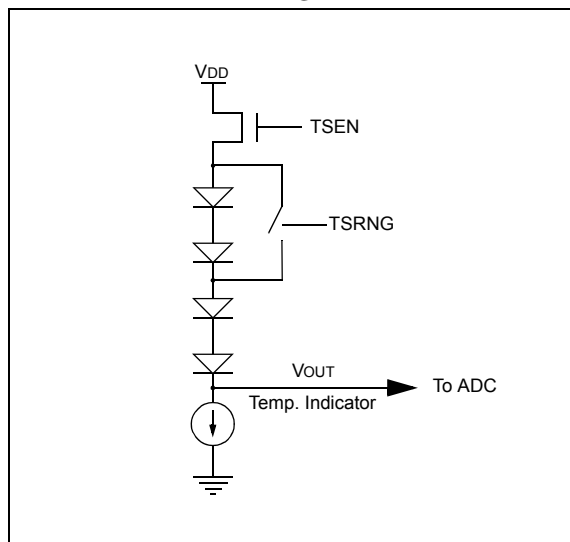 VDD
TSEN
TSRNG
VOUT
To ADC
Temp. Indicator